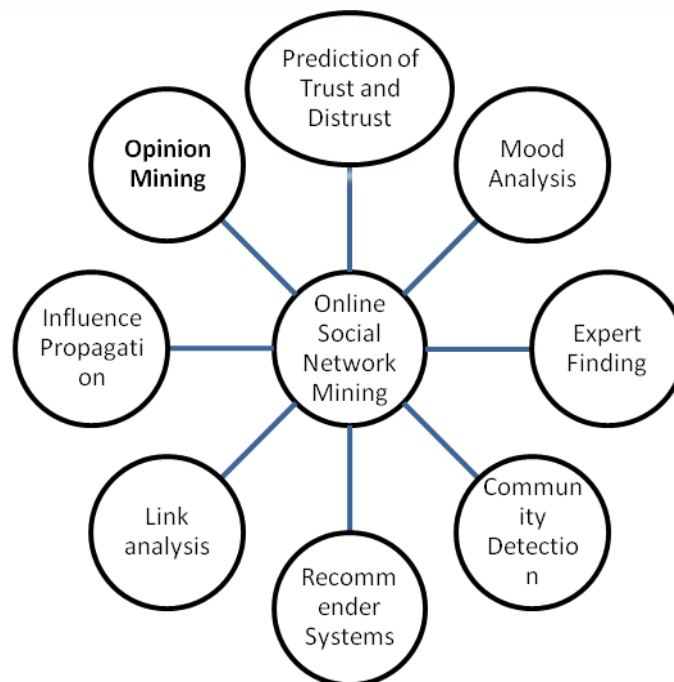 Prediction of
Trust and
Distrust
Opinion
Mining
Mood
Analysis
Influence
Propagati
on
Online
Social
Network
Mining
Expert
Finding
Link
analysis
Commun
ity
Detectio
n
Recomm
ender
Systems